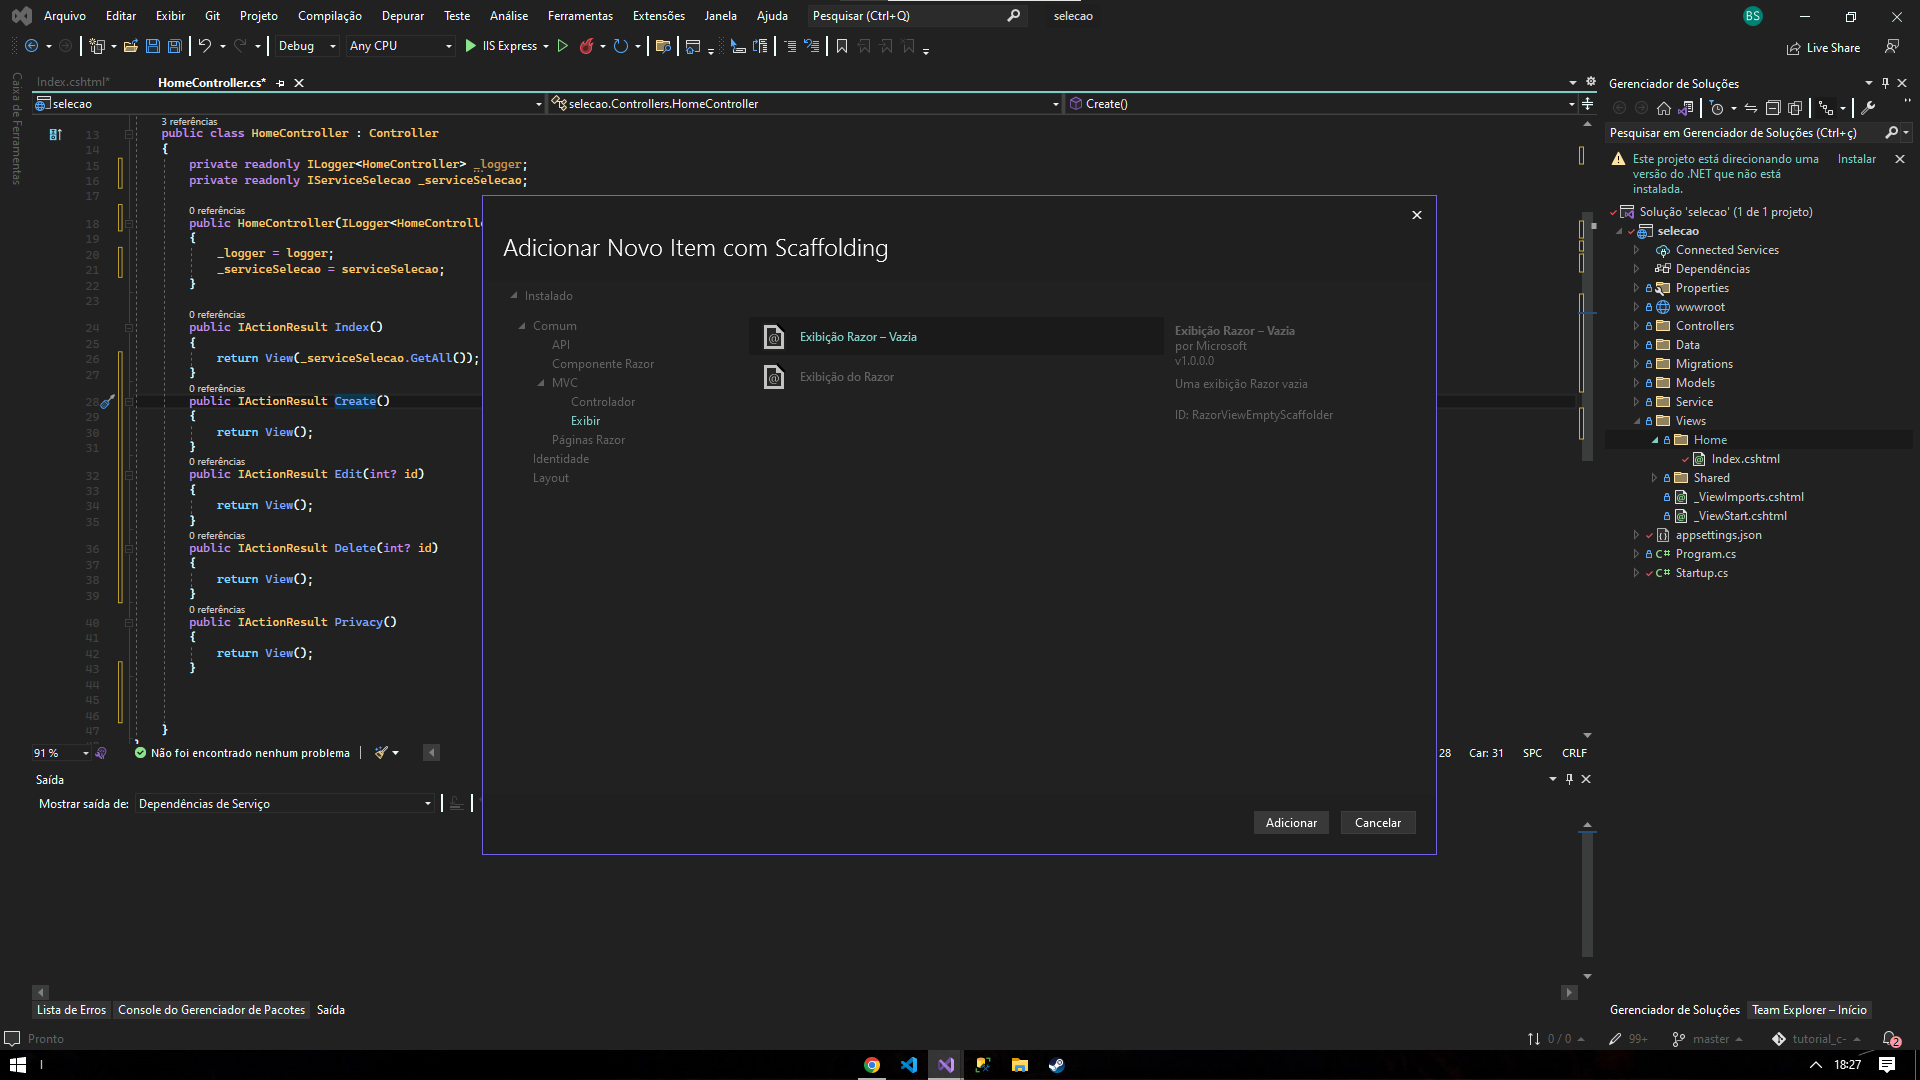 Arquivo Editar Exibir Git Projeto Compilação Depurar Teste Análise Ferramentas Extensões Janela Ajuda Pesquisar (Ctrl+Q) selecao BS
Debug Any CPU IIS Express Live Share
Caixa de Ferramentas
Index.cshtml* HomeController.cs*
selecao selecao.Controllers.HomeController Create()
3 referências
13 public class HomeController : Controller
14 {
15 private readonly ILogger<HomeController> _logger;
16 private readonly IServiceSelecao _serviceSelecao;
17
0 referências
18 public HomeController(ILogger<HomeControlle
19 {
20 _logger = logger;
21 _serviceSelecao = serviceSelecao;
22 }
23
0 referências
24 public IActionResult Index()
25 {
26 return View(_serviceSelecao.GetAll());
27 }
0 referências
28 public IActionResult Create()
29 {
30 return View();
31 }
0 referências
32 public IActionResult Edit(int? id)
33 {
34 return View();
35 }
0 referências
36 public IActionResult Delete(int? id)
37 {
38 return View();
39 }
0 referências
40 public IActionResult Privacy()
41 {
42 return View();
43 }
44
45
46
47 }
91 % Não foi encontrado nenhum problema 28 Car: 31 SPC CRLF
Adicionar Novo Item com Scaffolding
Instalado
Comum
API
Componente Razor
MVC
Controlador
Exibir
Páginas Razor
Identidade
Layout
Exibição Razor – Vazia
Exibição do Razor
Exibição Razor – Vazia
por Microsoft
v1.0.0.0
Uma exibição Razor vazia
ID: RazorViewEmptyScaffolder
Adicionar Cancelar
Saída
Mostrar saída de: Dependências de Serviço
Lista de Erros Console do Gerenciador de Pacotes Saída
Gerenciador de Soluções
Pesquisar em Gerenciador de Soluções (Ctrl+ç)
Este projeto está direcionando uma versão do .NET que não está instalada. Instalar
Solução 'selecao' (1 de 1 projeto)
selecao
Connected Services
Dependências
Properties
wwwroot
Controllers
Data
Migrations
Models
Service
Views
Home
Index.cshtml
Shared
_ViewImports.cshtml
_ViewStart.cshtml
appsettings.json
C# Program.cs
C# Startup.cs
Gerenciador de Soluções Team Explorer – Início
Pronto 0 / 0 99+ master tutorial_c- 2
18:27